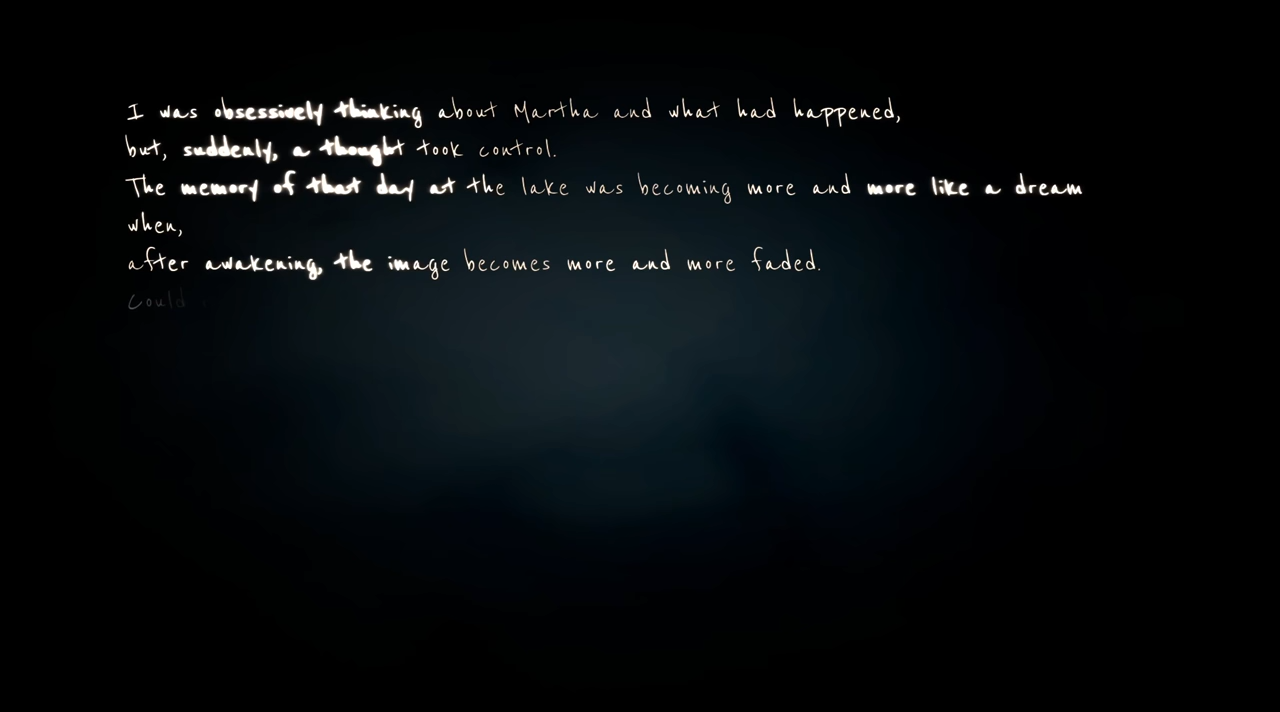 I was obsessively thinking about Martha and what had happened,
but, suddenly, a thought took control.
The memory of that day at the lake was becoming more and more like a dream
when,
after awakening, the image becomes more and more faded.
Could